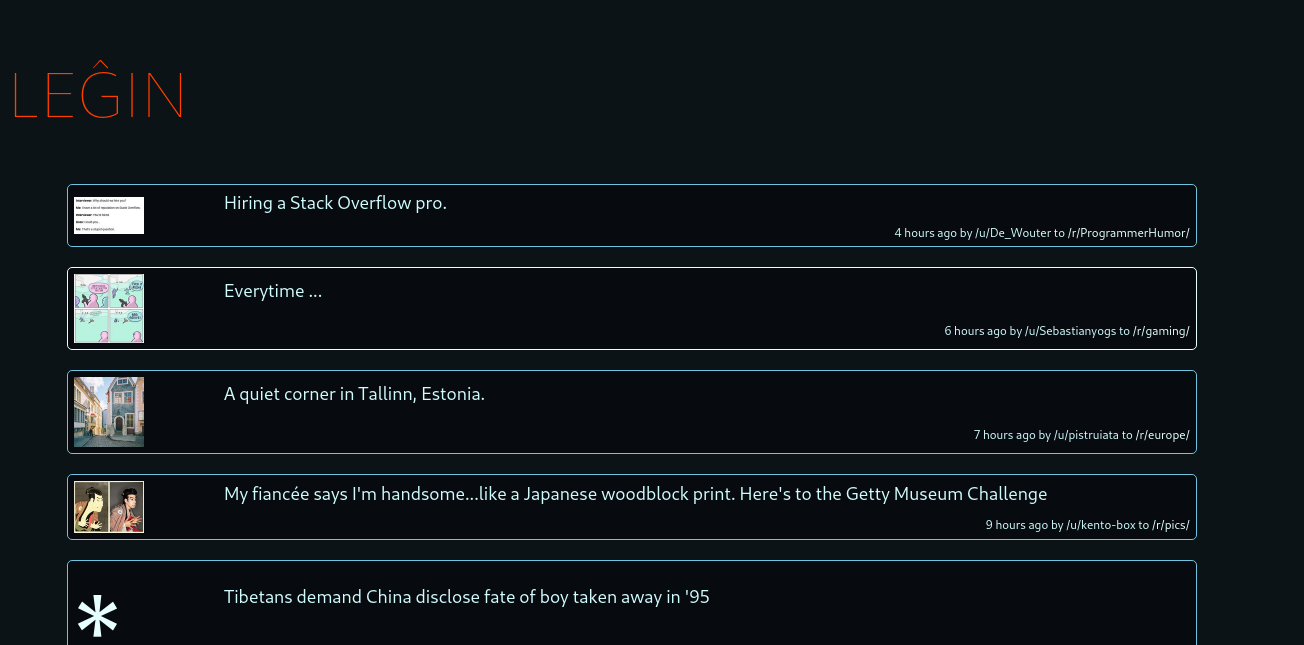 LEĜIN
Hiring a Stack Overflow pro.
4 hours ago by /u/De_Wouter to /r/ProgrammerHumor/
Everytime ...
6 hours ago by /u/Sebastianyogs to /r/gaming/
A quiet corner in Tallinn, Estonia.
7 hours ago by /u/pistruiata to /r/europe/
My fiancée says I'm handsome...like a Japanese woodblock print. Here's to the Getty Museum Challenge
9 hours ago by /u/kento-box to /r/pics/
*
Tibetans demand China disclose fate of boy taken away in '95